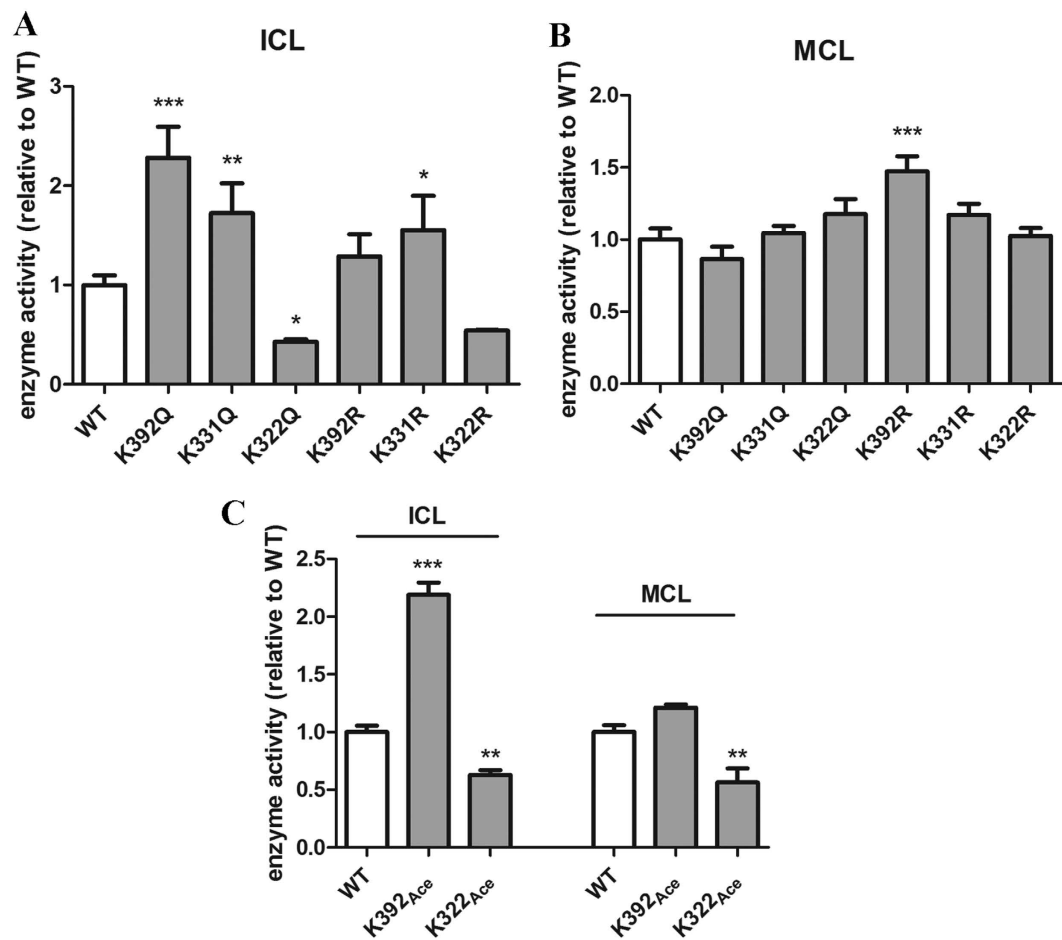 A
ICL
enzyme activity (relative to WT)
3
2
1
0
***
**
*
*
WT
K392Q
K331Q
K322Q
K392R
K331R
K322R
B
MCL
enzyme activity (relative to WT)
2.0
1.5
1.0
0.5
0.0
***
WT
K392Q
K331Q
K322Q
K392R
K331R
K322R
C
enzyme activity (relative to WT)
2.5
2.0
1.5
1.0
0.5
0.0
ICL
***
**
MCL
**
WT
K392Ace
K322Ace
WT
K392Ace
K322Ace